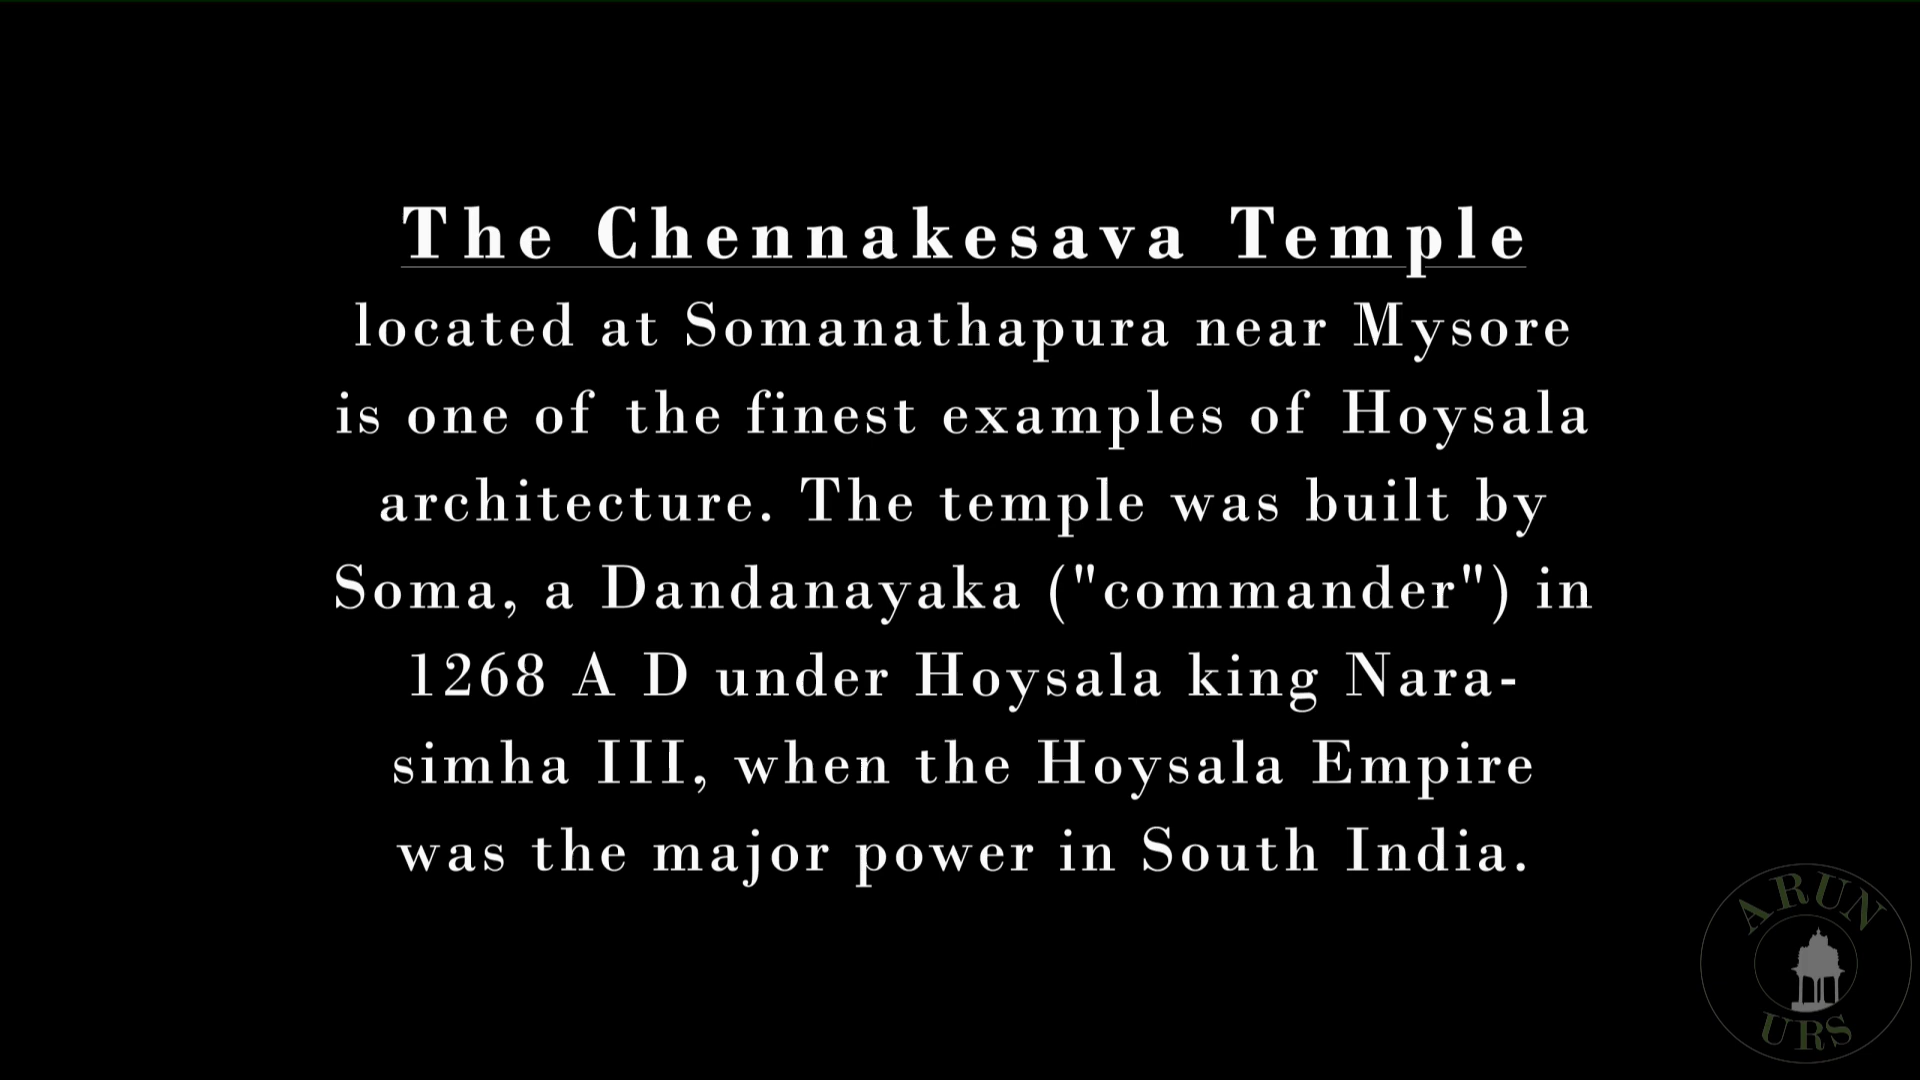 The Chennakesava Temple
located at Somanathapura near Mysore
is one of the finest examples of Hoysala
architecture. The temple was built by
Soma, a Dandanayaka ("commander") in
1268 A D under Hoysala king Nara-
simha III, when the Hoysala Empire
was the major power in South India.
ARUN
URS